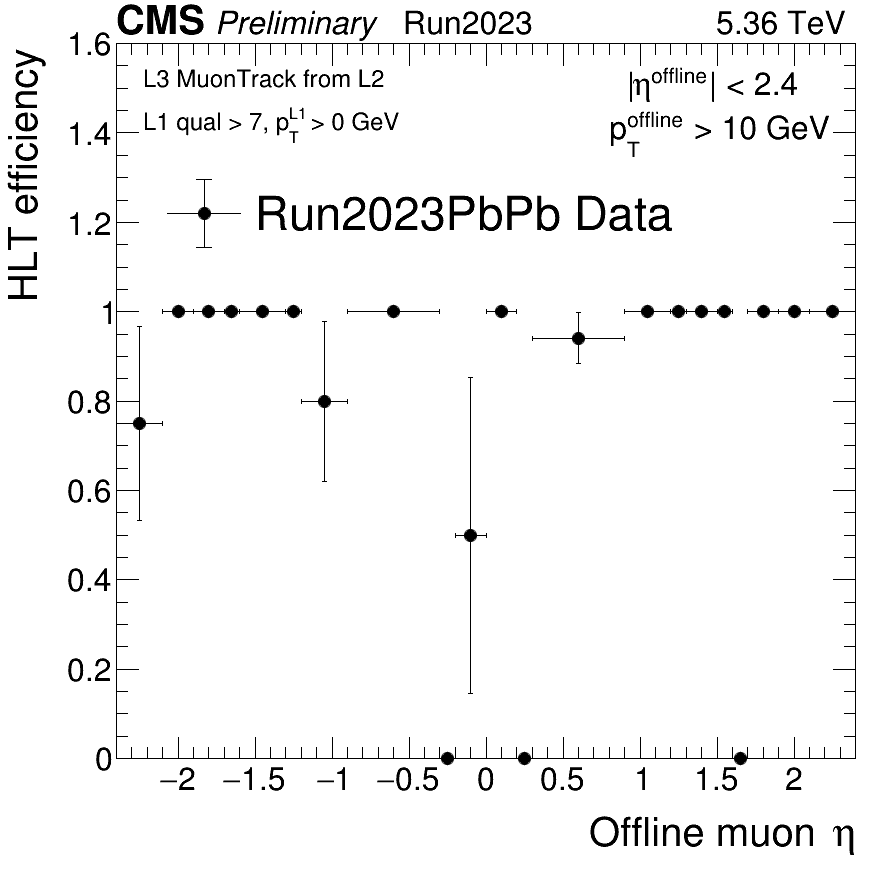 CMS Preliminary Run2023 5.36 TeV
L3 MuonTrack from L2
|η^offline| < 2.4
L1 qual > 7, p_T^L1 > 0 GeV
p_T^offline > 10 GeV
Run2023PbPb Data
HLT efficiency
1.6
1.4
1.2
1
0.8
0.6
0.4
0.2
0
−2 −1.5 −1 −0.5 0 0.5 1 1.5 2
Offline muon η